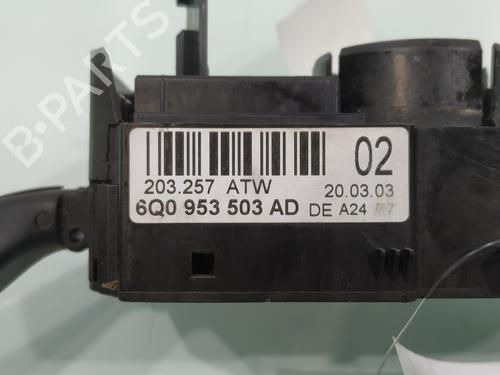 B-PARTS
02
203.257 ATW 20.03.03
6Q0 953 503 AD DE A24